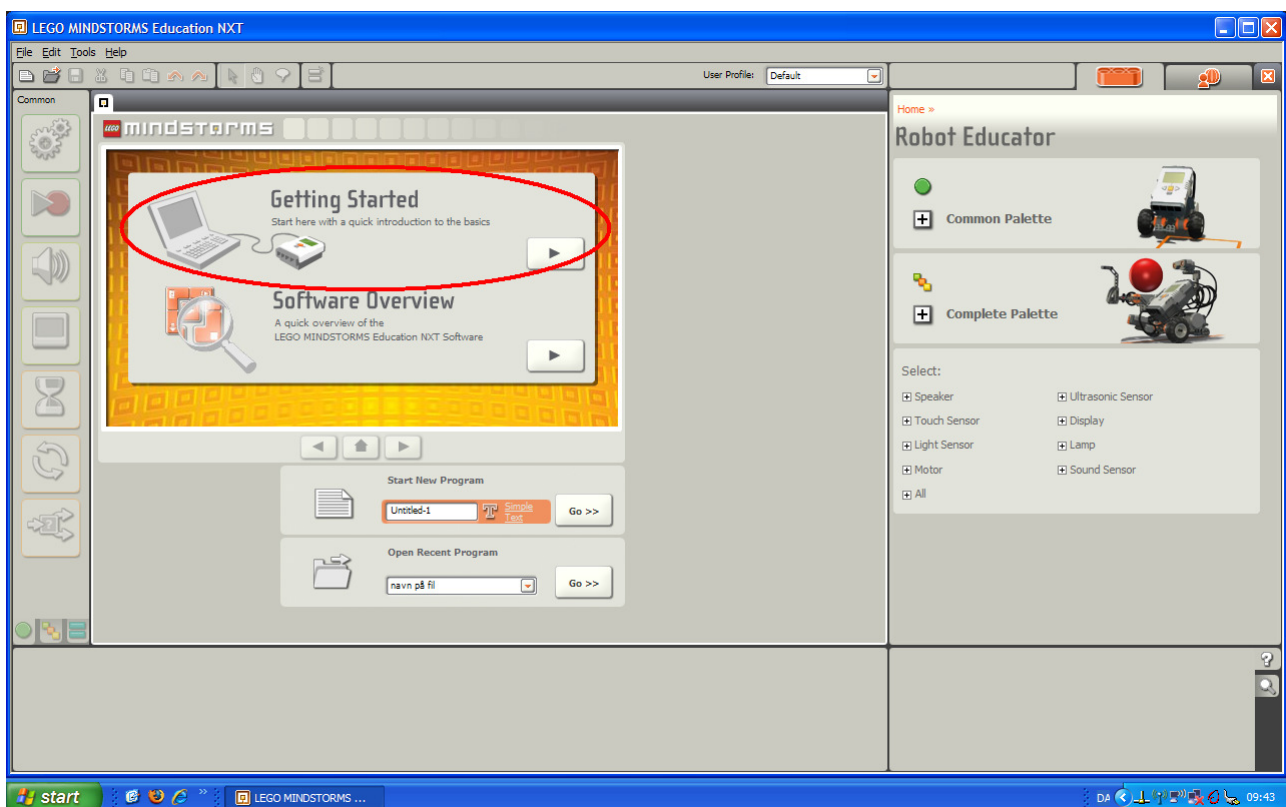 LEGO MINDSTORMS Education NXT
File Edit Tools Help
User Profile: Default
Common
LEGO mindstorms
Getting Started
Start here with a quick introduction to the basics
Software Overview
A quick overview of the
LEGO MINDSTORMS Education NXT Software
Start New Program
Untitled-1 T Simple
Text
Go >>
Open Recent Program
navn på fil
Go >>
Home »
Robot Educator
Common Palette
Complete Palette
Select:
Speaker
Ultrasonic Sensor
Touch Sensor
Display
Light Sensor
Lamp
Motor
Sound Sensor
All
?
start
LEGO MINDSTORMS ...
DA
09:43